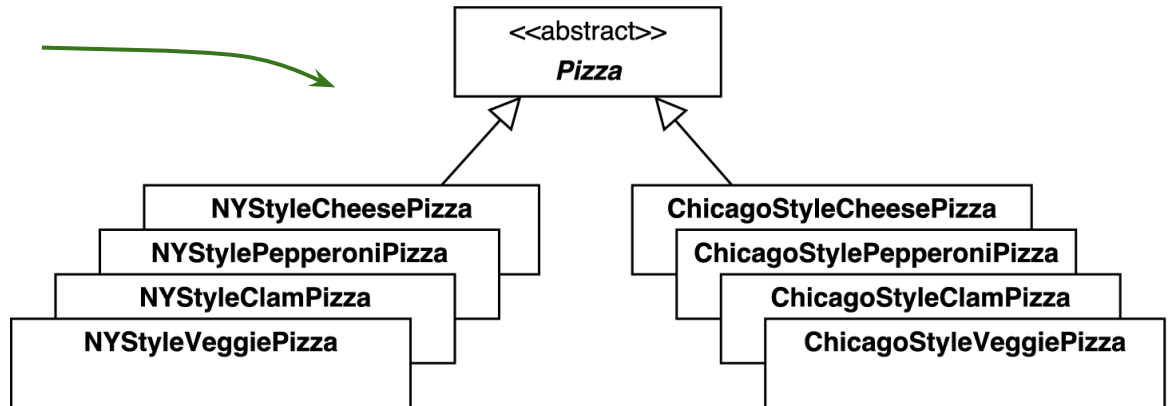 <<abstract>>
Pizza
NYStyleCheesePizza
NYStylePepperoniPizza
NYStyleClamPizza
NYStyleVeggiePizza
ChicagoStyleCheesePizza
ChicagoStylePepperoniPizza
ChicagoStyleClamPizza
ChicagoStyleVeggiePizza